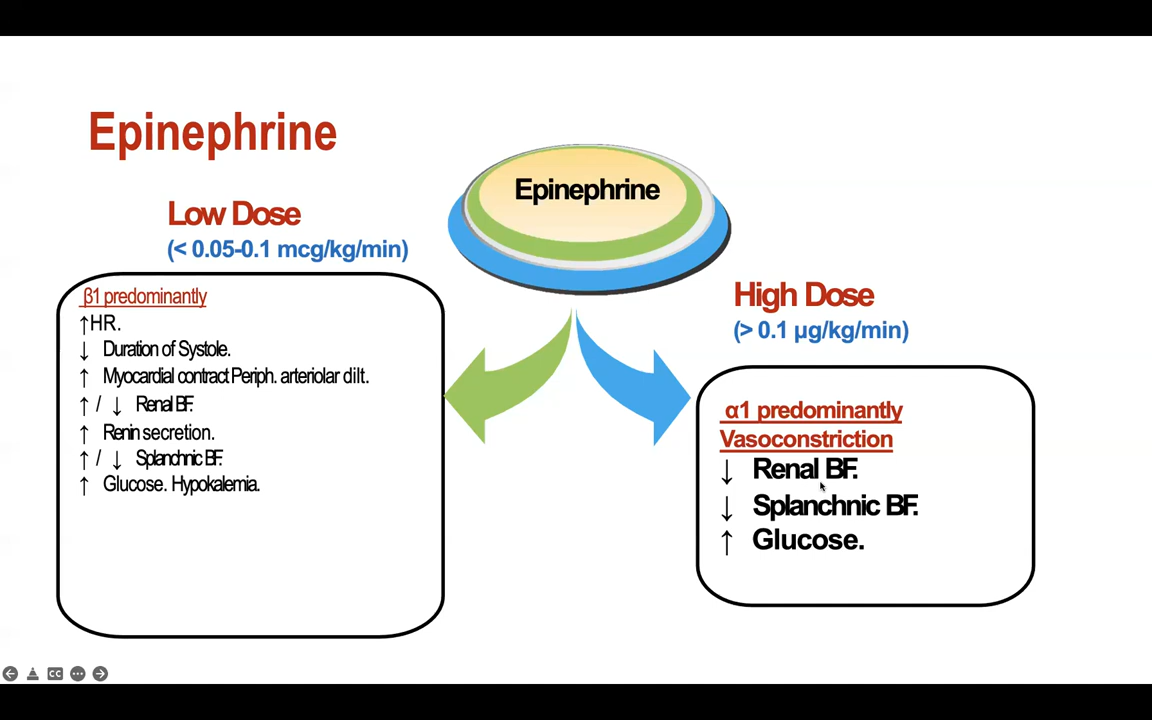 Epinephrine
Epinephrine
Low Dose
(< 0.05-0.1 mcg/kg/min)
β1 predominantly
↑HR.
↓ Duration of Systole.
↑ Myocardial contract Periph. arteriolar dilt.
↑ / ↓ Renal BF.
↑ Renin secretion.
↑ / ↓ Splanchnic BF.
↑ Glucose. Hypokalemia.
High Dose
(> 0.1 µg/kg/min)
α1 predominantly
Vasoconstriction
↓ Renal BF.
↓ Splanchnic BF.
↑ Glucose.
CC